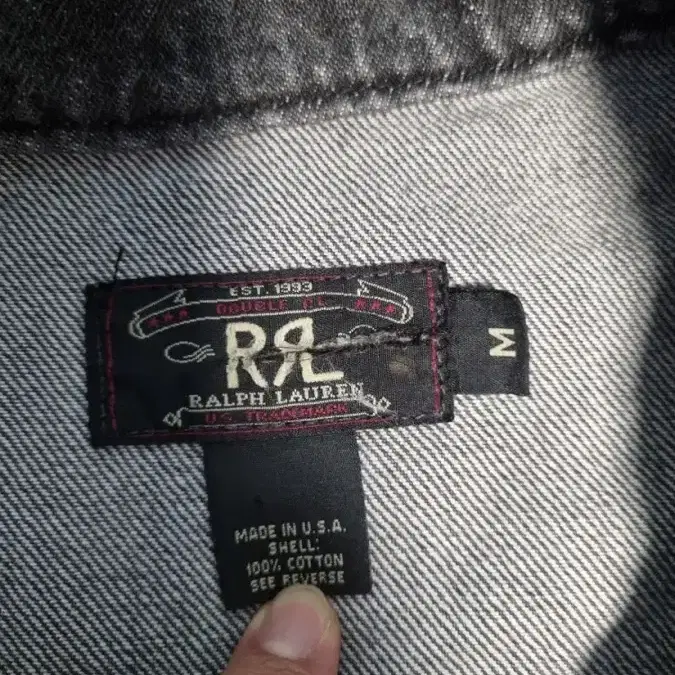 EST. 1993
DOUBLE RL
RRL
RALPH LAUREN
U.S. TRADEMARK
M
MADE IN U.S.A.
SHELL:
100% COTTON
SEE REVERSE